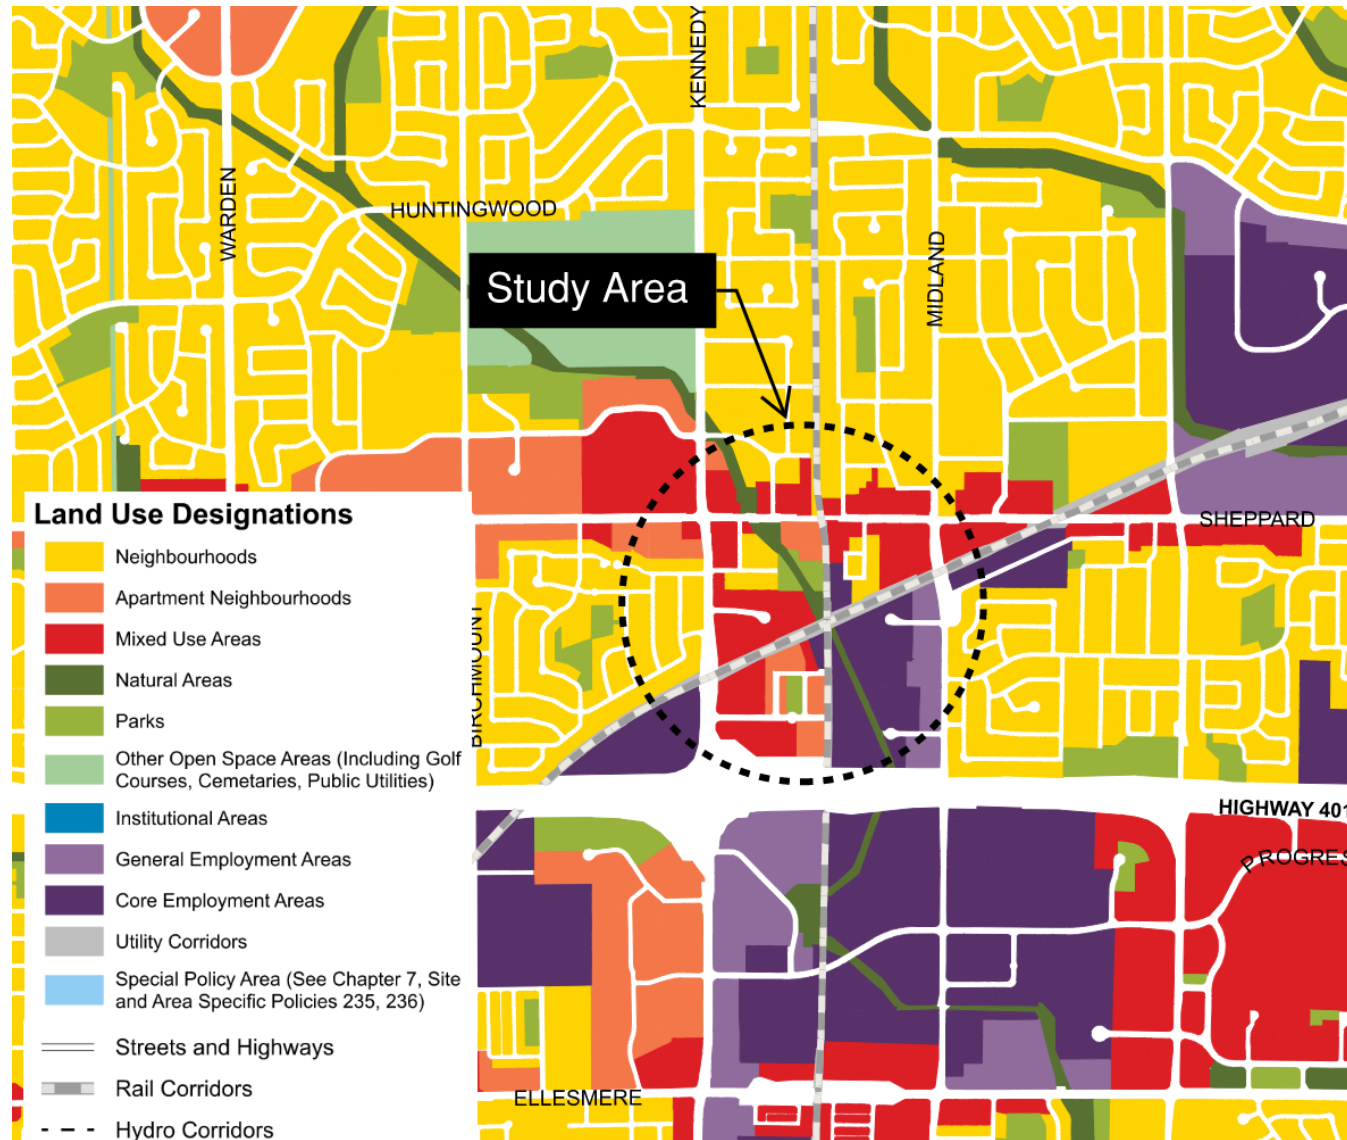 KENNEDY
WARDEN
HUNTINGWOOD
MIDLAND
Study Area
SHEPPARD
BIRCHMOUNT
HIGHWAY 401
PROGRES
ELLESMERE
Land Use Designations
Neighbourhoods
Apartment Neighbourhoods
Mixed Use Areas
Natural Areas
Parks
Other Open Space Areas (Including Golf
Courses, Cemetaries, Public Utilities)
Institutional Areas
General Employment Areas
Core Employment Areas
Utility Corridors
Special Policy Area (See Chapter 7, Site
and Area Specific Policies 235, 236)
Streets and Highways
Rail Corridors
Hydro Corridors